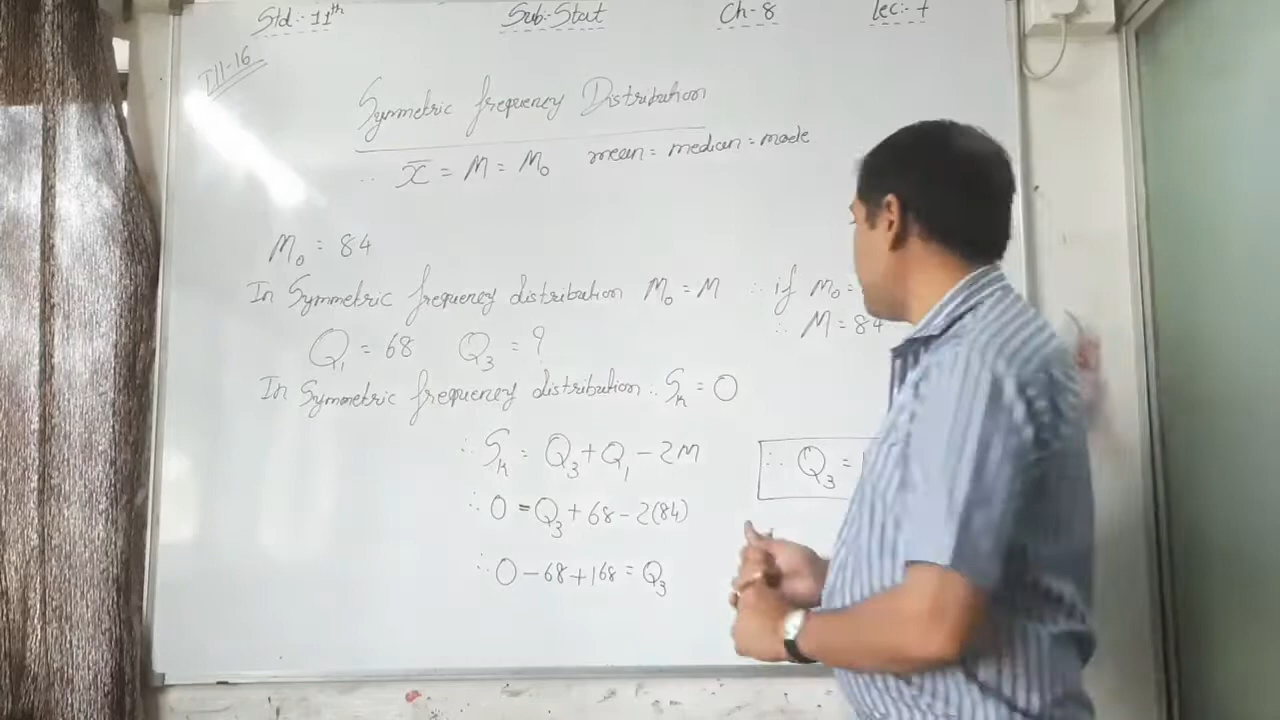 Std:- 11th Sub:- Stat Ch-8 Lec:- 7
Ill-16
Symmetric frequency Distribution
∴ x̄ = M = M₀ mean = median = mode
M₀ = 84
In Symmetric frequency distribution M₀ = M ∴ if M₀ =
∴ M = 84
Q₁ = 68 Q₃ = ?
In Symmetric frequency distribution ∴ Sₖ = 0
∴ Sₖ = Q₃ + Q₁ - 2M
∴ Q₃ =
∴ 0 = Q₃ + 68 - 2(84)
∴ 0 - 68 + 168 = Q₃